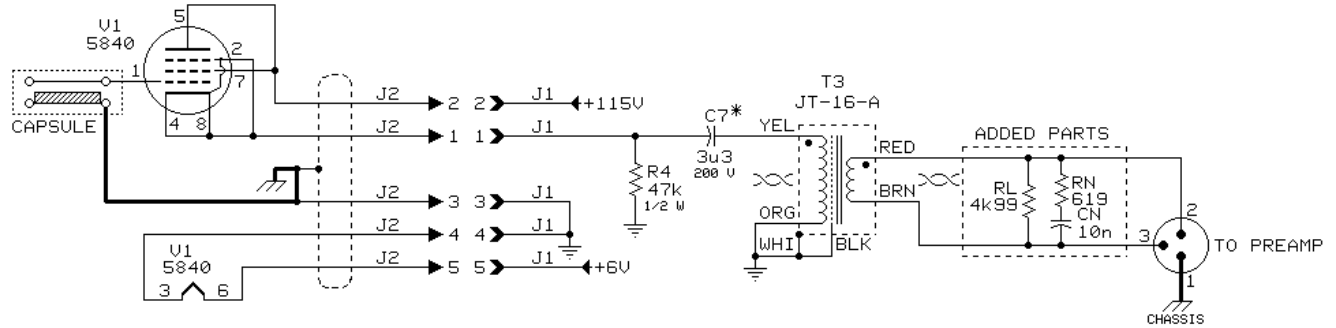 V1
5840
5
1
2
7
4 8
CAPSULE
J2 2 2 J1 +115V
J2 1 1 J1
J2 3 3 J1
4 4 J1
J2 5 5 J1 +6V
V1
5840
3 6
R4
47k
1/2 W
C7*
3u3
200 V
T3
JT-16-A
YEL
ORG
WHI
BLK
RED
BRN
ADDED PARTS
RL
4k99
RN
619
CN
10n
2
3
1
TO PREAMP
CHASSIS